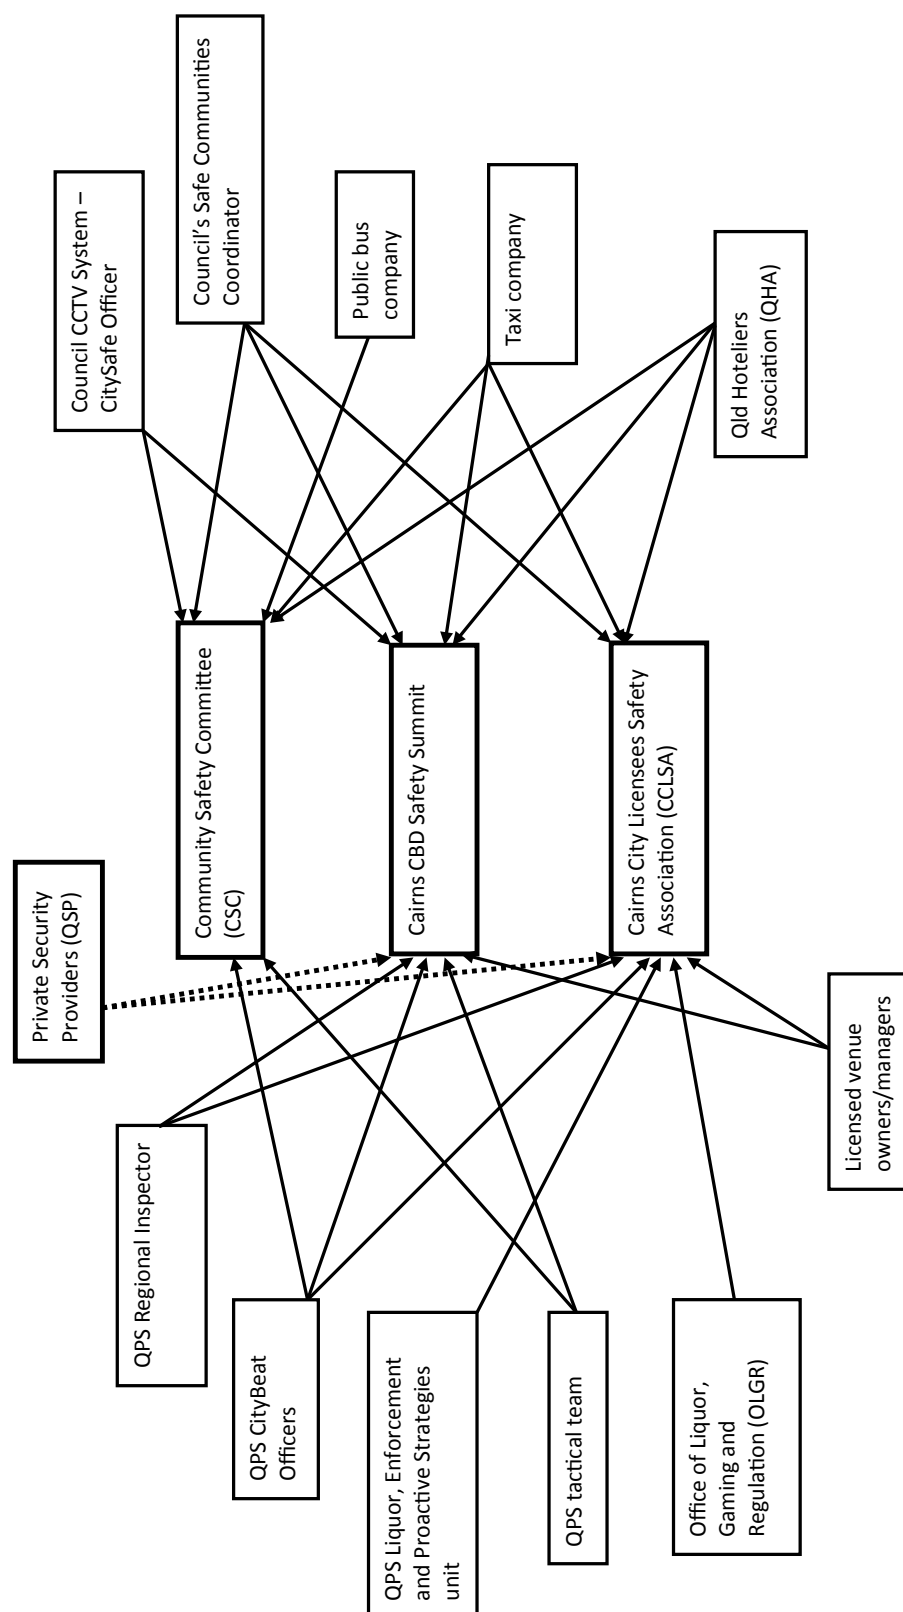 Private Security
Providers (QSP)
QPS Regional Inspector
QPS CityBeat
Officers
QPS Liquor, Enforcement
and Proactive Strategies
unit
QPS tactical team
Office of Liquor,
Gaming and
Regulation (OLGR)
Licensed venue
owners/managers
Community Safety Committee
(CSC)
Cairns CBD Safety Summit
Cairns City Licensees Safety
Association (CCLSA)
Council CCTV System –
CitySafe Officer
Council’s Safe Communities
Coordinator
Public bus
company
Taxi company
Qld Hoteliers
Association (QHA)